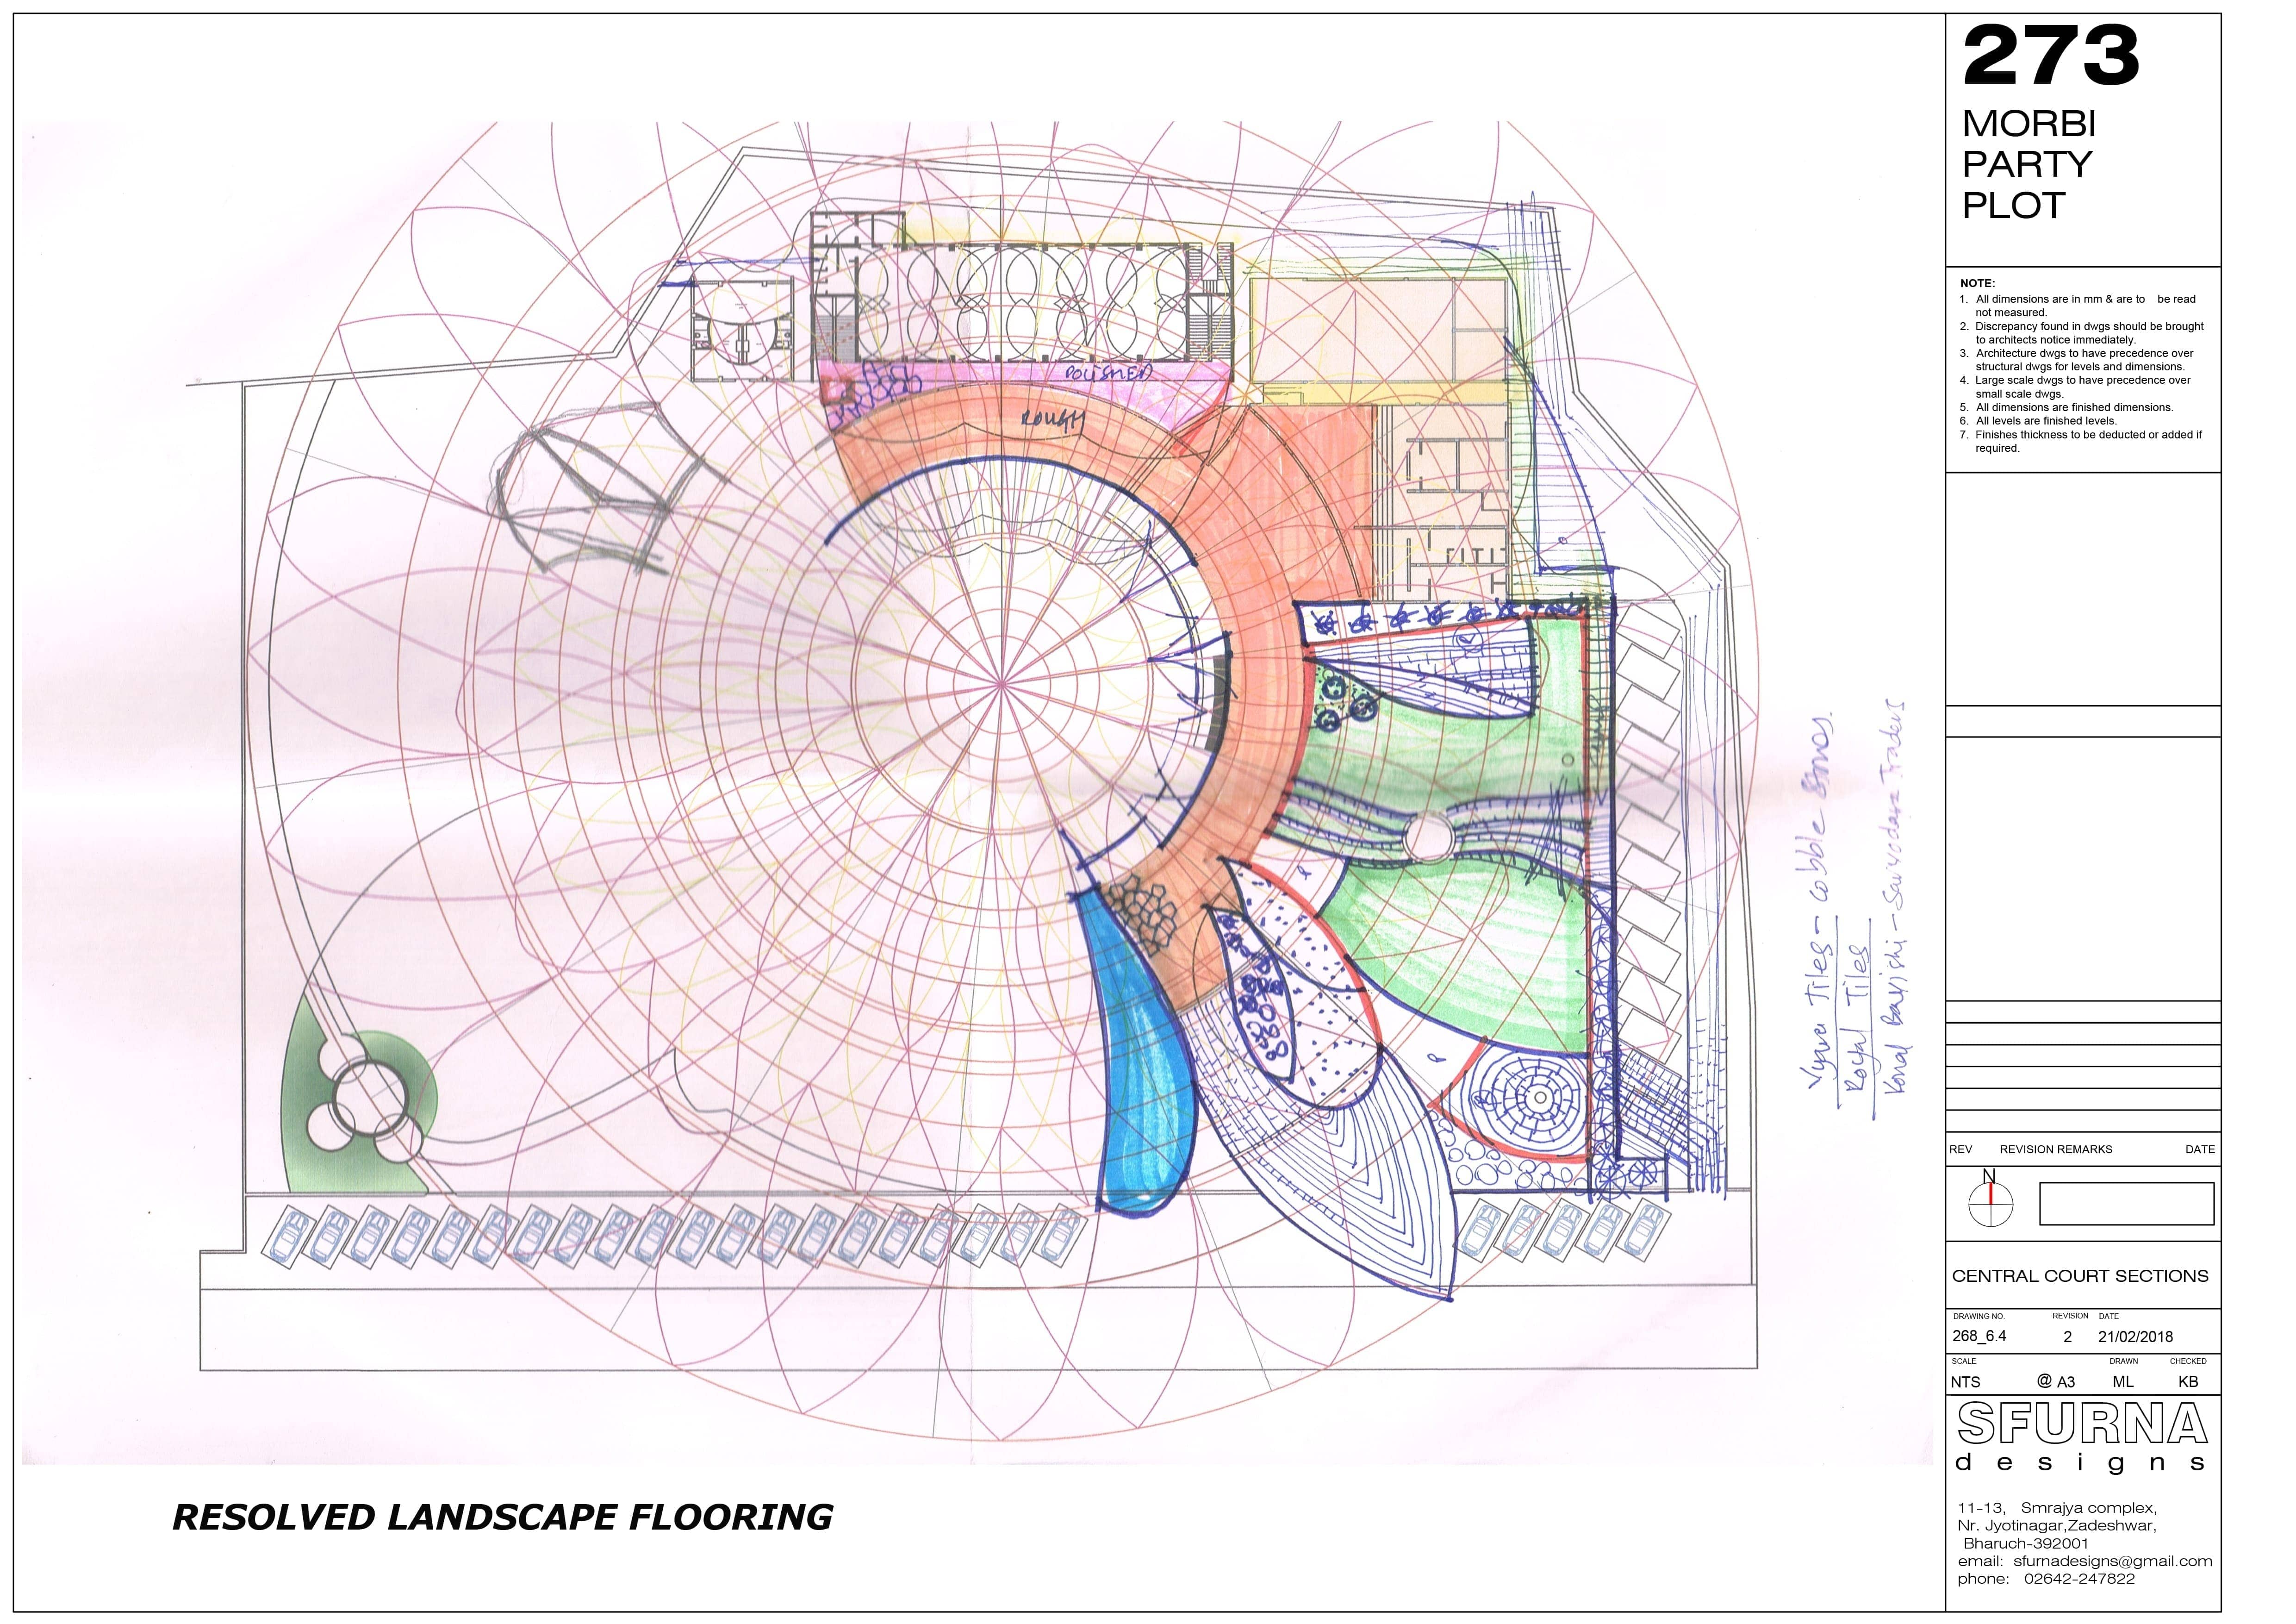 273
MORBI
PARTY
PLOT
NOTE:
1. All dimensions are in mm & are to be read
not measured.
2. Discrepancy found in dwgs should be brought
to architects notice immediately.
3. Architecture dwgs to have precedence over
structural dwgs for levels and dimensions.
4. Large scale dwgs to have precedence over
small scale dwgs.
5. All dimensions are finished dimensions.
6. All levels are finished levels.
7. Finishes thickness to be deducted or added if
required.
POLISHED
ROUGH
R
R
R
R
Vyara Tiles - Cobble
Royal Tiles
REV REVISION REMARKS DATE
N
CENTRAL COURT SECTIONS
DRAWING NO. REVISION DATE
268_6.4 2 21/02/2018
SCALE DRAWN CHECKED
NTS @ A3 ML KB
SFURNA
designs
11-13, Smrajya complex,
Nr. Jyotinagar,Zadeshwar,
Bharuch-392001
email: sfurnadesigns@gmail.com
phone: 02642-247822
RESOLVED LANDSCAPE FLOORING